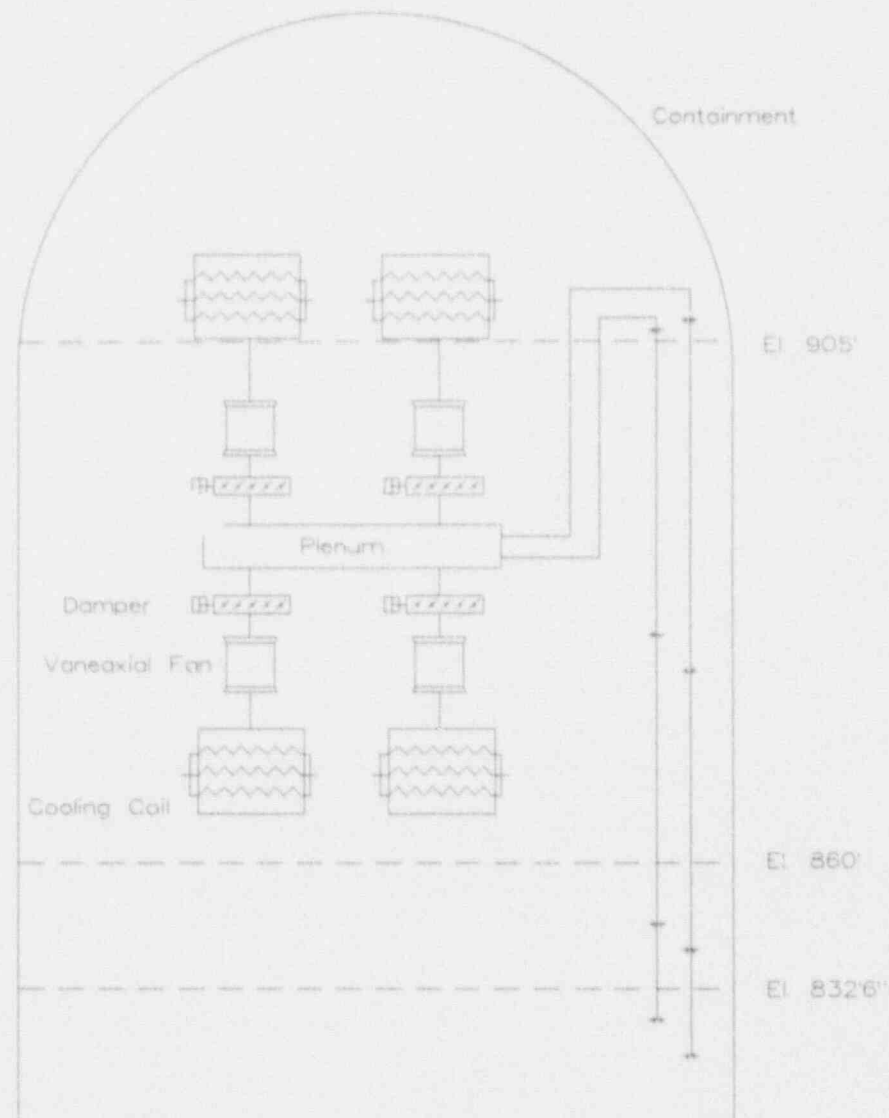 Containment
El. 905'
Plenum
Damper
Vaneaxial Fan
Cooling Coil
El. 860'
El. 832'6"